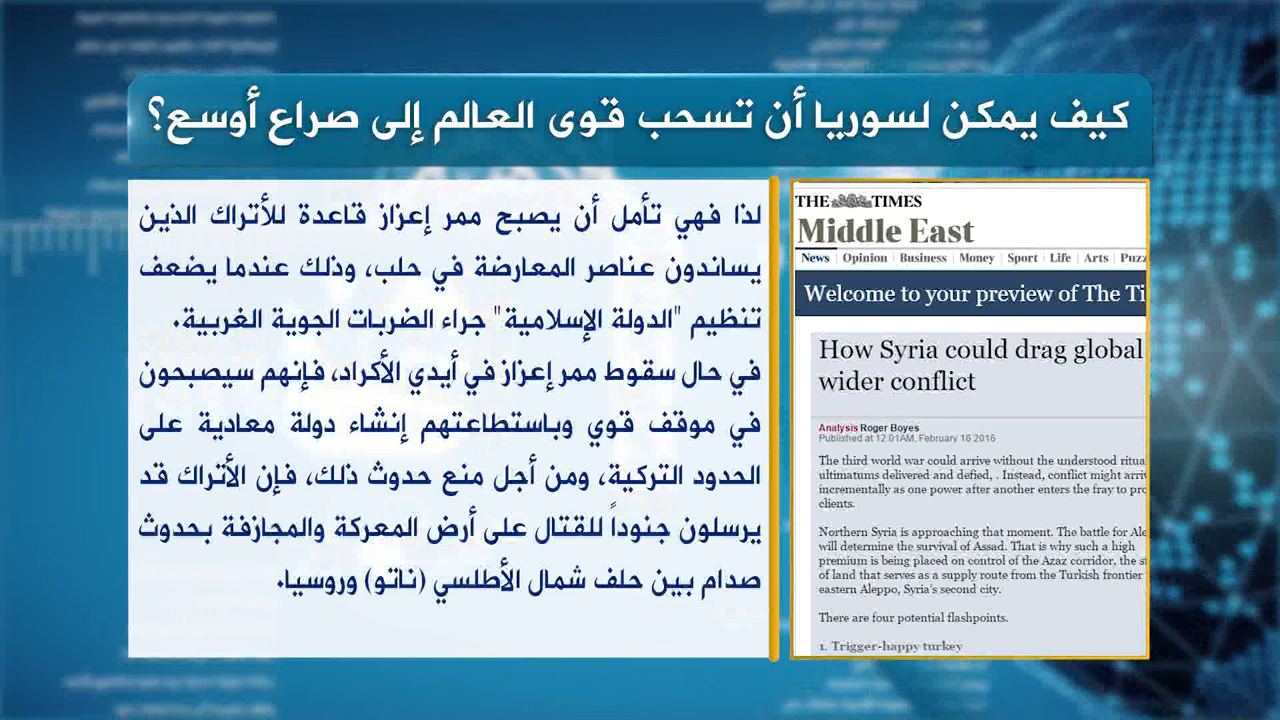 كيف يمكن لسوريا أن تسحب قوى العالم إلى صراع أوسع؟
لذا فهي تأمل أن يصبح ممر إعزاز قاعدة للأتراك الذين
يساندون عناصر المعارضة في حلب، وذلك عندما يضعف
تنظيم "الدولة الإسلامية" جراء الضربات الجوية الغربية.
في حال سقوط ممر إعزاز في أيدي الأكراد، فإنهم سيصبحون
في موقف قوي وباستطاعتهم إنشاء دولة معادية على
الحدود التركية، ومن أجل منع حدوث ذلك، فإن الأتراك قد
يرسلون جنوداً للقتال على أرض المعركة والمجازفة بحدوث
صدام بين حلف شمال الأطلسي (ناتو) وروسيا.
THE TIMES
Middle East
News Opinion Business Money Sport Life Arts Puzz
Welcome to your preview of The Ti
How Syria could drag global
wider conflict
Analysis Roger Boyes
Published at 12.01AM, February 16 2016
The third world war could arrive without the understood ritua
ultimatums delivered and defied, . Instead, conflict might arriv
incrementally as one power after another enters the fray to pro
clients.
Northern Syria is approaching that moment. The battle for Ale
will determine the survival of Assad. That is why such a high
premium is being placed on control of the Azaz corridor, the st
of land that serves as a supply route from the Turkish frontier
eastern Aleppo, Syria's second city.
There are four potential flashpoints.
1. Trigger-happy turkey